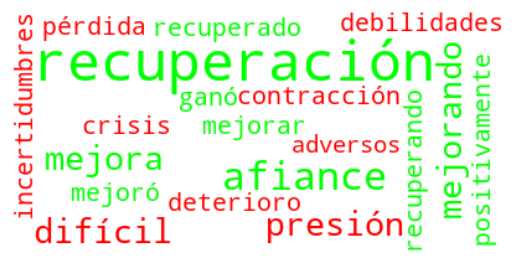 incertidumbres
pérdida
recuperado
debilidades
recuperación
ganó
contracción
crisis
mejorar
adversos
mejora
afiance
mejoró
deterioro
difícil
presión
recuperando
mejorando
positivamente